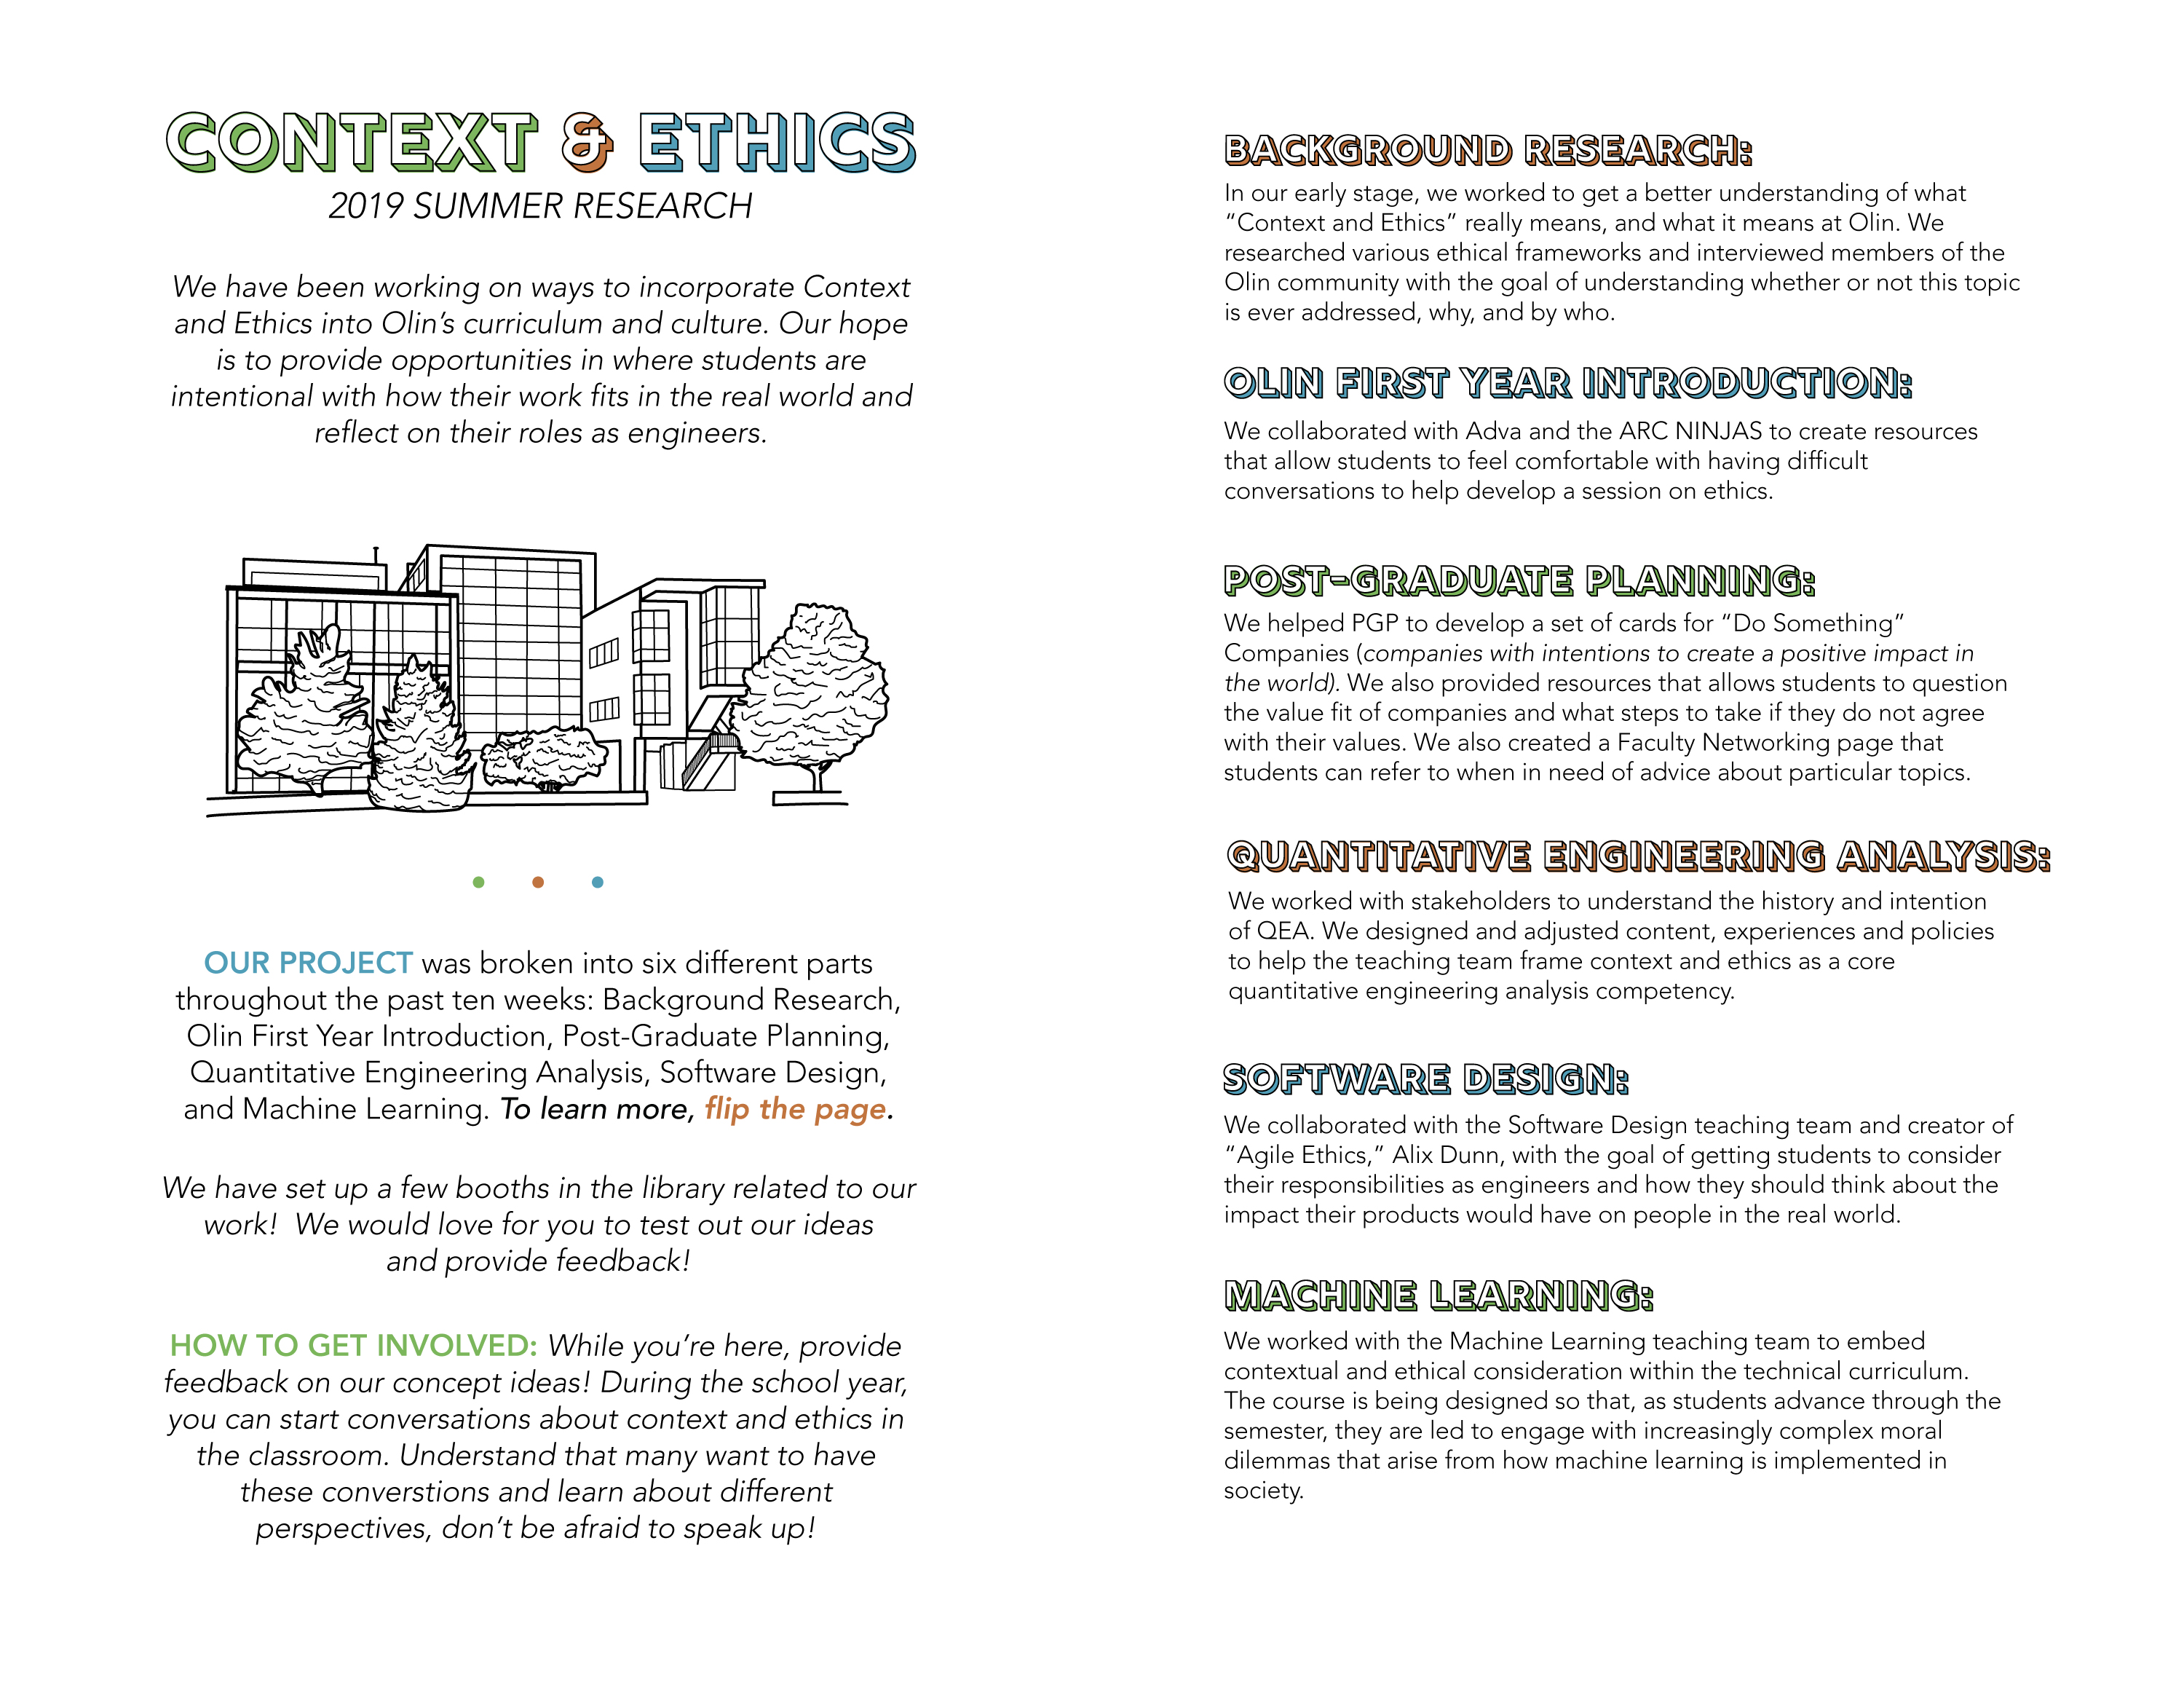 CONTEXT & ETHICS
2019 SUMMER RESEARCH
We have been working on ways to incorporate Context
and Ethics into Olin's curriculum and culture. Our hope
is to provide opportunities in where students are
intentional with how their work fits in the real world and
reflect on their roles as engineers.
OUR PROJECT was broken into six different parts
throughout the past ten weeks: Background Research,
Olin First Year Introduction, Post-Graduate Planning,
Quantitative Engineering Analysis, Software Design,
and Machine Learning. To learn more, flip the page.
We have set up a few booths in the library related to our
work!  We would love for you to test out our ideas
and provide feedback!
HOW TO GET INVOLVED: While you're here, provide
feedback on our concept ideas! During the school year,
you can start conversations about context and ethics in
the classroom. Understand that many want to have
these converstions and learn about different
perspectives, don't be afraid to speak up!
BACKGROUND RESEARCH:
In our early stage, we worked to get a better understanding of what
“Context and Ethics” really means, and what it means at Olin. We
researched various ethical frameworks and interviewed members of the
Olin community with the goal of understanding whether or not this topic
is ever addressed, why, and by who.
OLIN FIRST YEAR INTRODUCTION:
We collaborated with Adva and the ARC NINJAS to create resources
that allow students to feel comfortable with having difficult
conversations to help develop a session on ethics.
POST-GRADUATE PLANNING:
We helped PGP to develop a set of cards for “Do Something”
Companies (companies with intentions to create a positive impact in
the world). We also provided resources that allows students to question
the value fit of companies and what steps to take if they do not agree
with their values. We also created a Faculty Networking page that
students can refer to when in need of advice about particular topics.
QUANTITATIVE ENGINEERING ANALYSIS:
We worked with stakeholders to understand the history and intention
of QEA. We designed and adjusted content, experiences and policies
to help the teaching team frame context and ethics as a core
quantitative engineering analysis competency.
SOFTWARE DESIGN:
We collaborated with the Software Design teaching team and creator of
“Agile Ethics,” Alix Dunn, with the goal of getting students to consider
their responsibilities as engineers and how they should think about the
impact their products would have on people in the real world.
MACHINE LEARNING:
We worked with the Machine Learning teaching team to embed
contextual and ethical consideration within the technical curriculum.
The course is being designed so that, as students advance through the
semester, they are led to engage with increasingly complex moral
dilemmas that arise from how machine learning is implemented in
society.